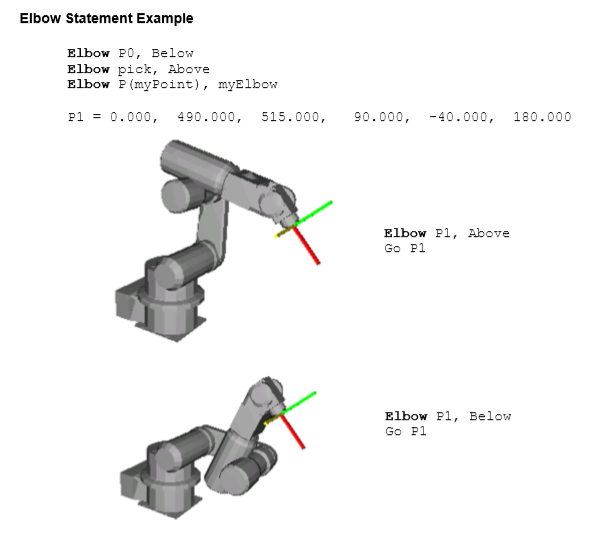 Elbow Statement Example
Elbow P0, Below
Elbow pick, Above
Elbow P(myPoint), myElbow
P1 = 0.000, 490.000, 515.000, 90.000, -40.000, 180.000
Elbow P1, Above
Go P1
Elbow P1, Below
Go P1